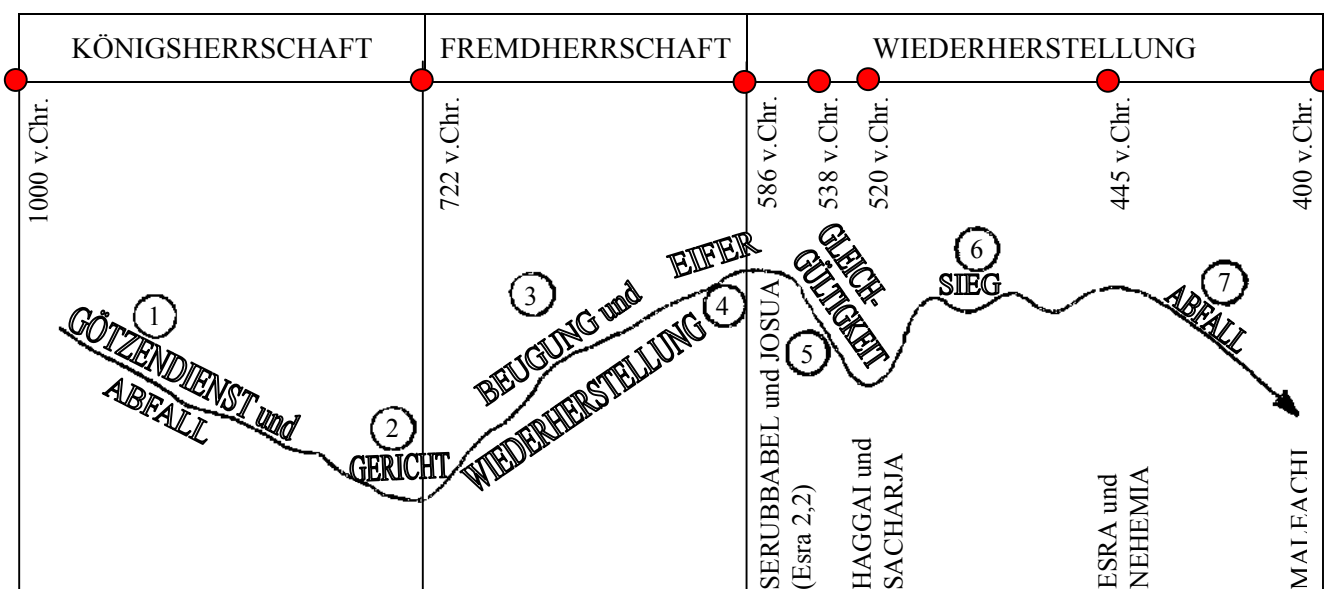 KÖNIGSHERRSCHAFT
FREMDHERRSCHAFT
WIEDERHERSTELLUNG
1000 v.Chr.
722 v.Chr.
586 v.Chr.
538 v.Chr.
520 v.Chr.
445 v.Chr.
400 v.Chr.
1
GÖTZENDIENST und
ABFALL
2
GERICHT
3
BEUGUNG und
EIFER
WIEDERHERSTELLUNG
4
GLEICH-
GÜLTIGKEIT
5
6
SIEG
7
ABFALL
SERUBBABEL und JOSUA
(Esra 2,2)
HAGGAI und
SACHARJA
ESRA und
NEHEMIA
MALEACHI